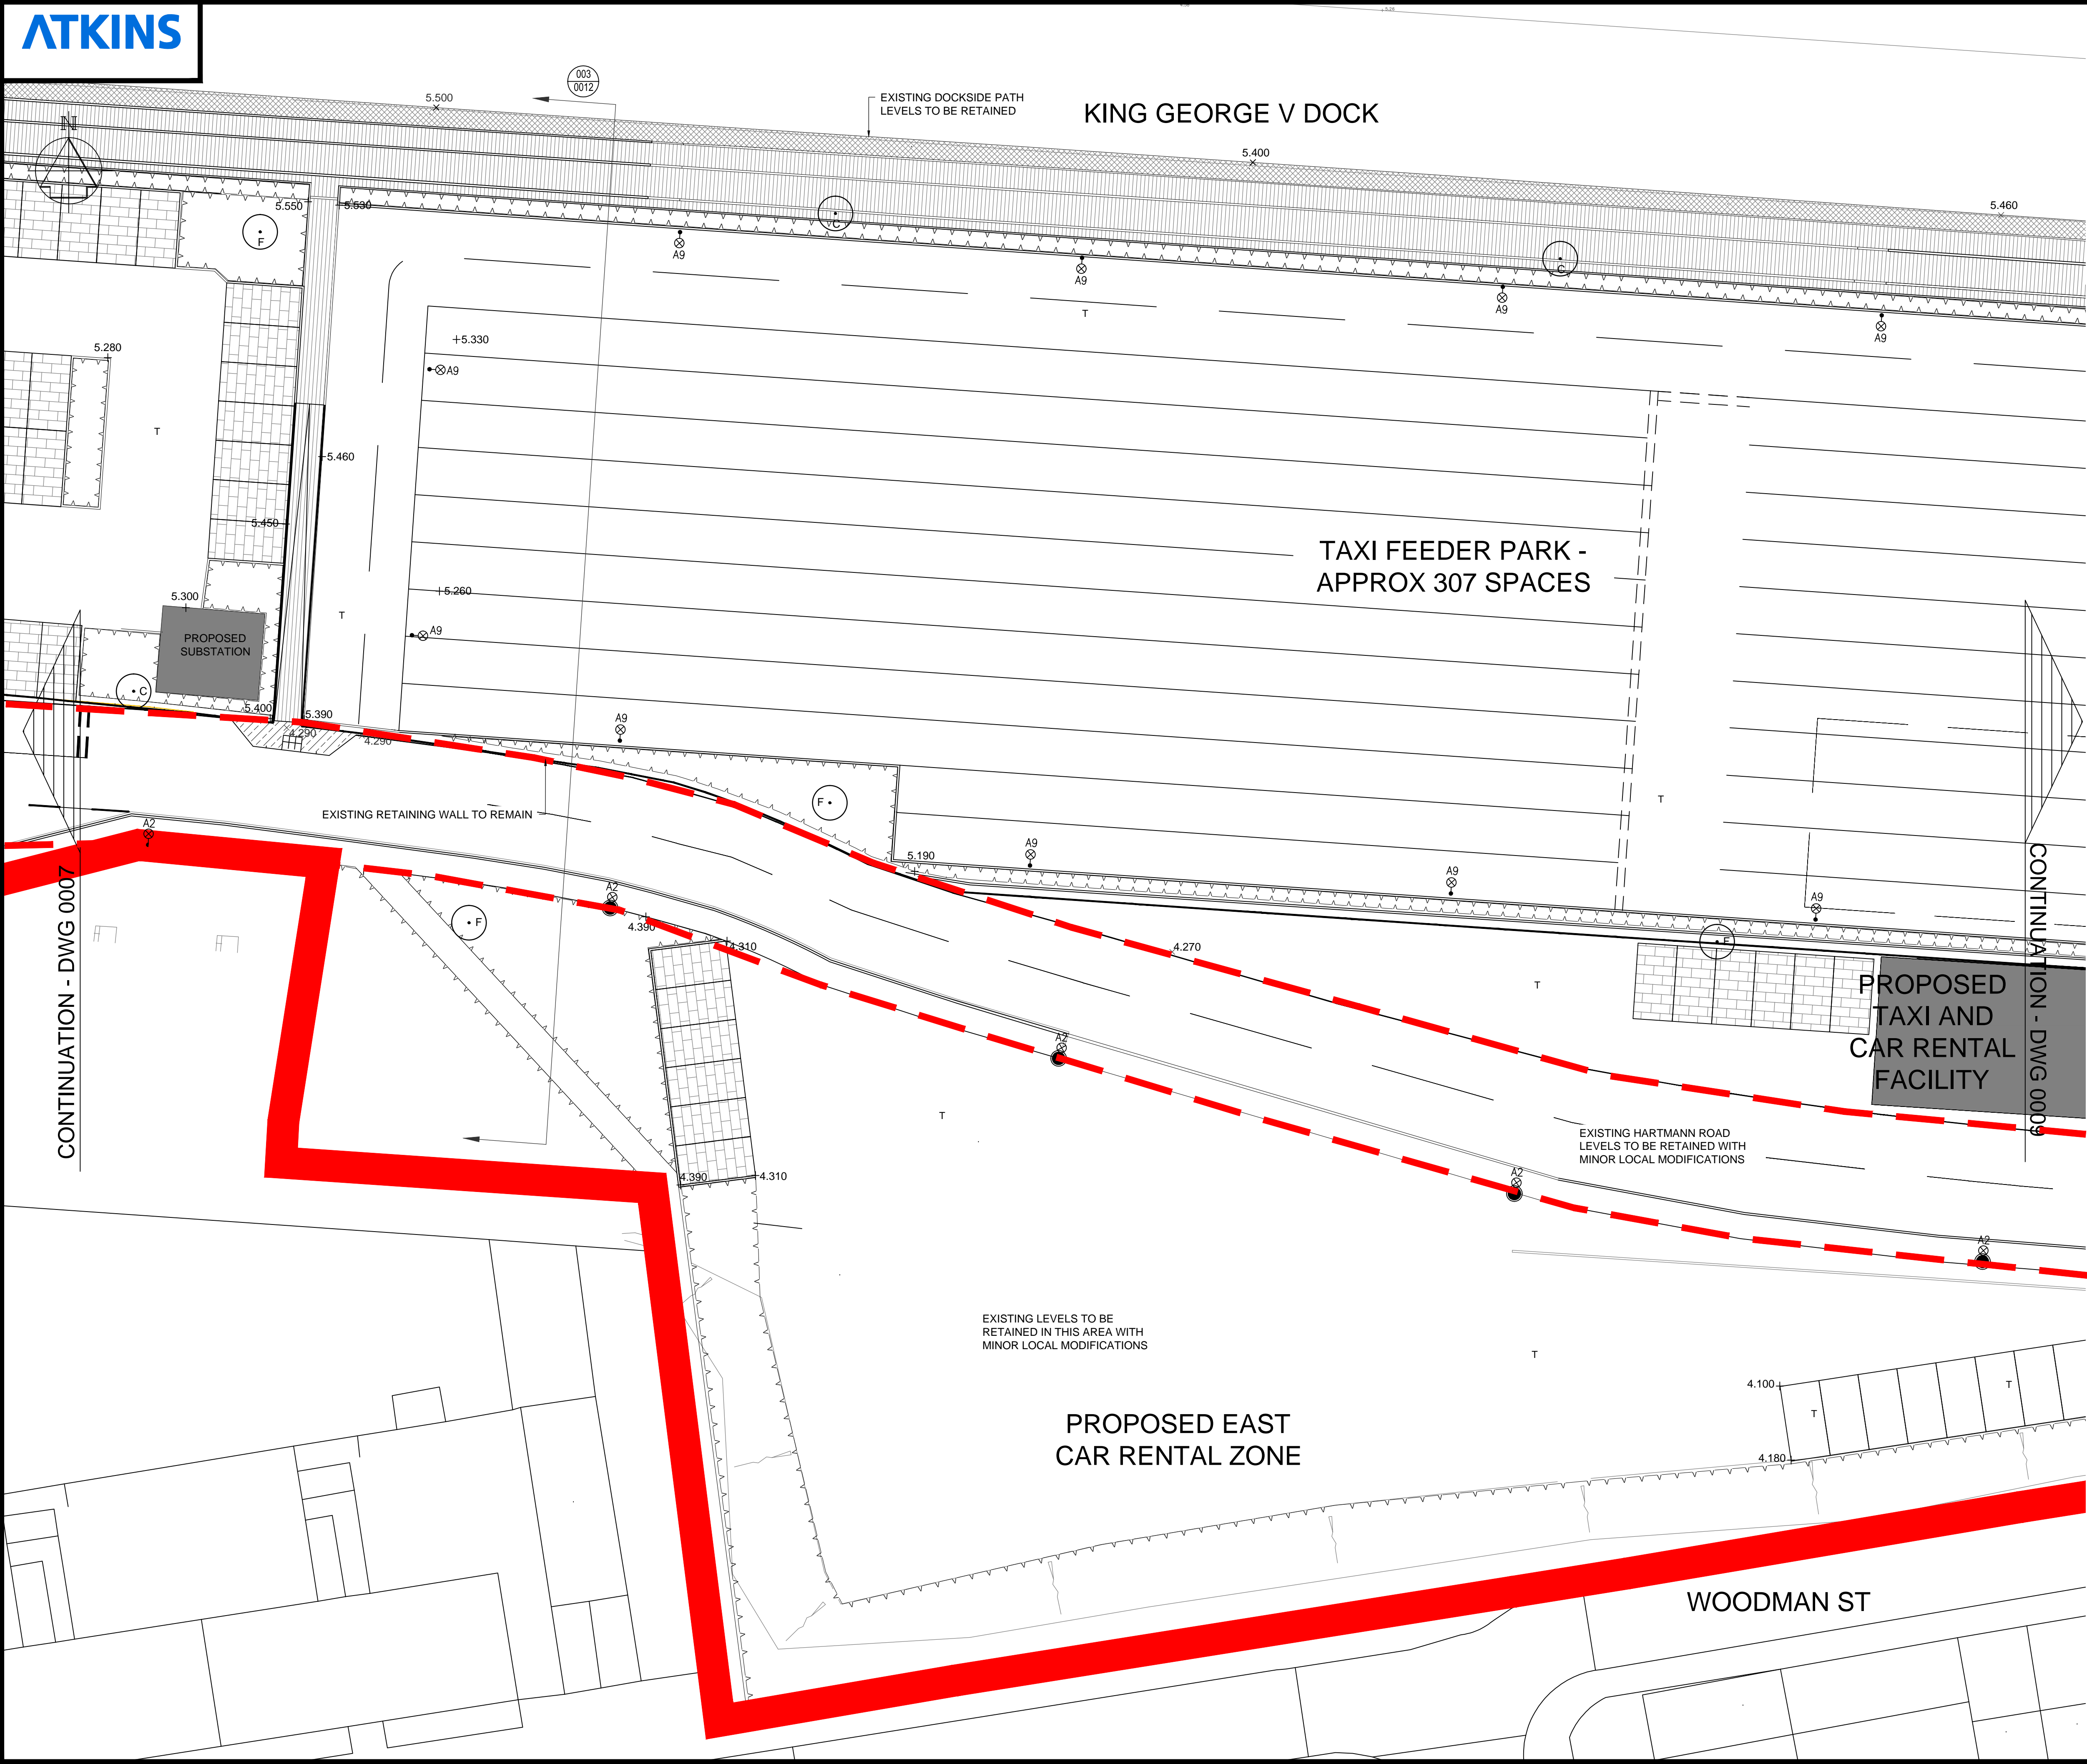 ATKINS
N
003
0012
5.500
EXISTING DOCKSIDE PATH
LEVELS TO BE RETAINED
KING GEORGE V DOCK
5.400
5.460
5.550
5.530
F
C
C
A9
A9
A9
A9
T
5.330
A9
5.280
T
5.460
5.450
TAXI FEEDER PARK -
APPROX 307 SPACES
5.260
T
A9
5.300
PROPOSED
SUBSTATION
C
5.400
5.390
4.290
4.290
A9
EXISTING RETAINING WALL TO REMAIN
F
T
A2
5.190
A9
A9
A9
CONTINUATION - DWG 0007
CONTINUATION - DWG 0009
A2
F
4.390
4.310
4.270
F
T
PROPOSED
TAXI AND
CAR RENTAL
FACILITY
A2
T
EXISTING HARTMANN ROAD
LEVELS TO BE RETAINED WITH
MINOR LOCAL MODIFICATIONS
4.390
4.310
A2
A2
EXISTING LEVELS TO BE
RETAINED IN THIS AREA WITH
MINOR LOCAL MODIFICATIONS
T
4.100
T
T
PROPOSED EAST
CAR RENTAL ZONE
4.180
WOODMAN ST